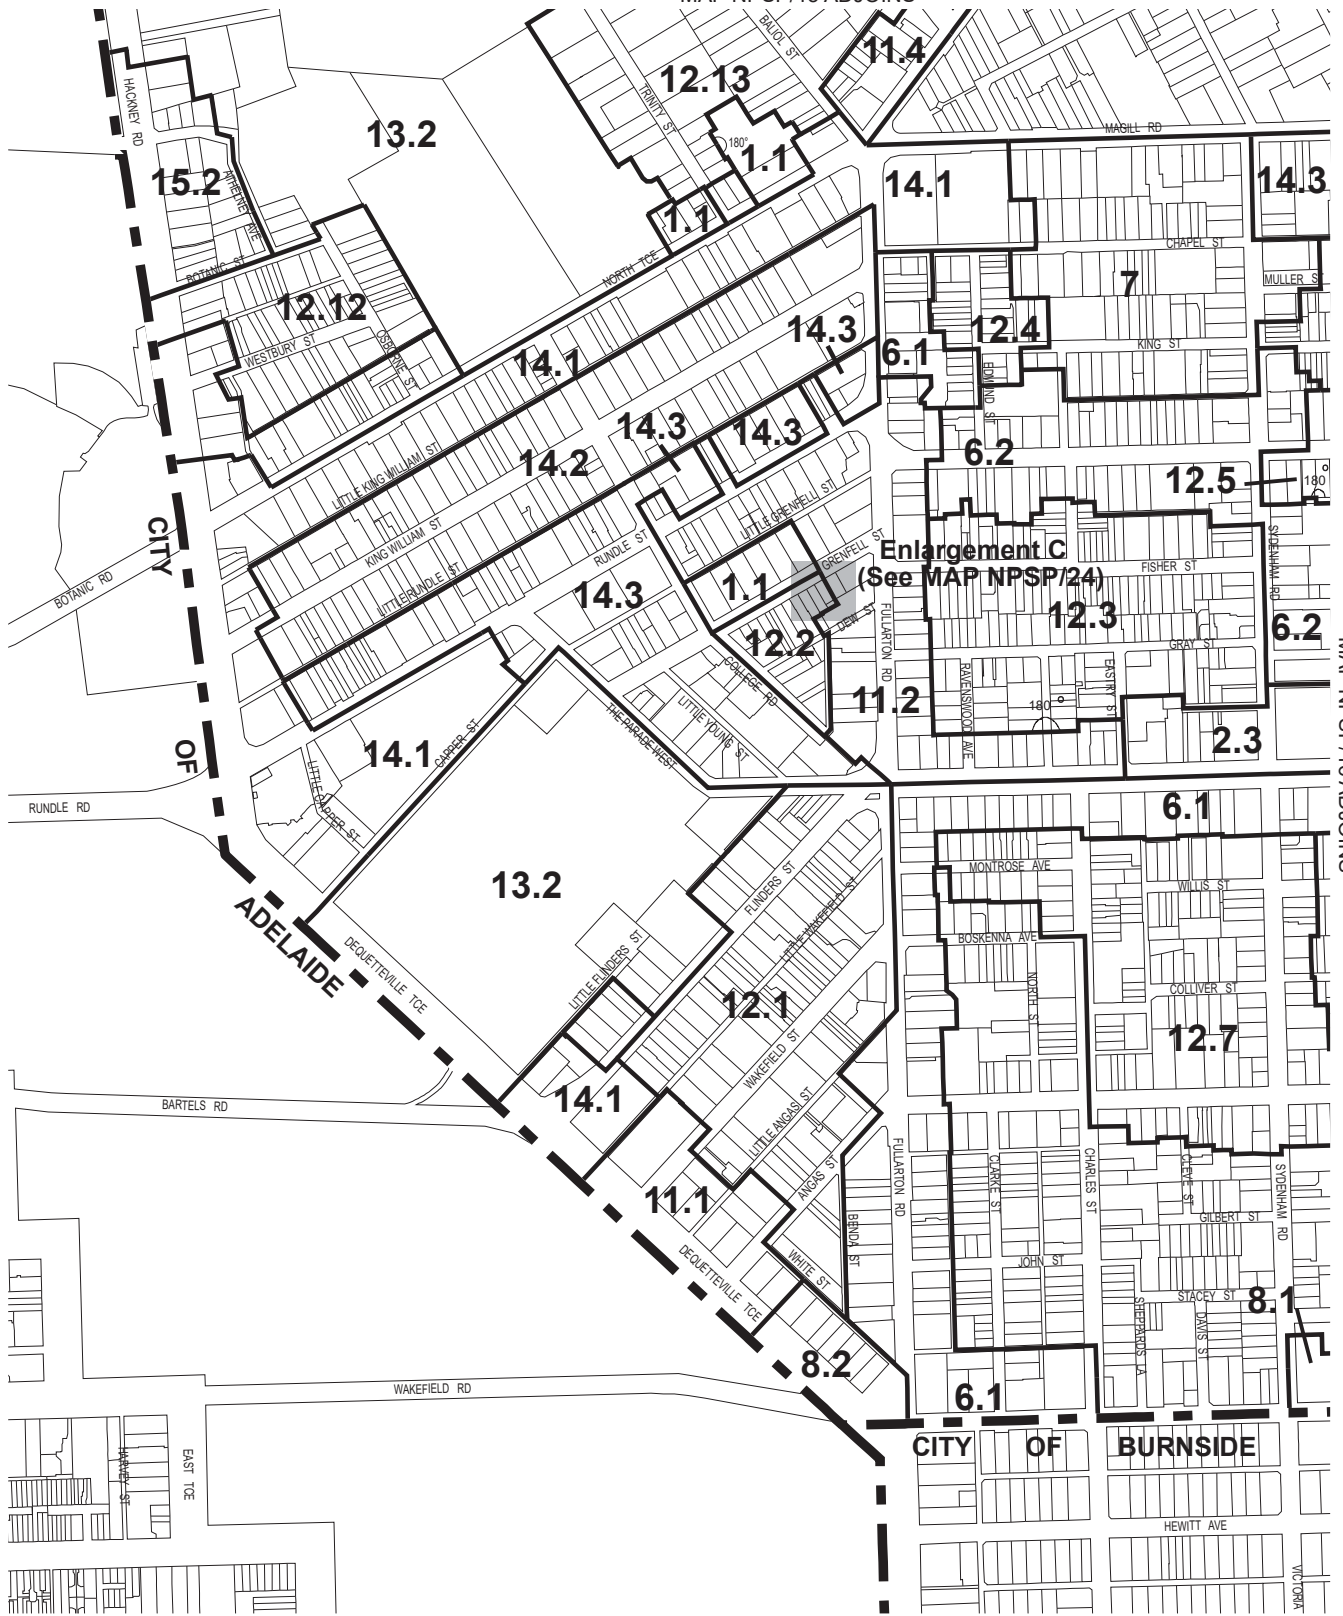 MAP NPSP/16 ADJOINS
HACKNEY RD
BALIOL ST
11.4
12.13
TRINITY ST
MAGILL RD
13.2
180°
1.1
15.2
ATHELNEY AVE
14.1
14.3
1.1
CHAPEL ST
BOTANIC ST
NORTH TCE
7
MULLER ST
12.12
14.3
12.4
WESTBURY ST
OSBORNE ST
14.1
6.1
KING ST
EDMUND ST
14.3
14.3
6.2
LITTLE KING WILLIAM ST
14.2
12.5
180
LITTLE GRENFELL ST
CITY
KING WILLIAM ST
RUNDLE ST
GRENFELL ST
Enlargement C
(See MAP NPSP/24)
SYDENHAM RD
FISHER ST
BOTANIC RD
LITTLE RUNDLE ST
14.3
1.1
12.3
DEW ST
FULLARTON RD
12.2
GRAY ST
6.2
COLLEGE RD
RAVENSWOOD AVE
EASTRY ST
11.2
180
LITTLE YOUNG ST
THE PARADE WEST
OF
14.1
CAPPER ST
2.3
LITTLE CAPPER ST
RUNDLE RD
6.1
13.2
MONTROSE AVE
FLINDERS ST
WILLIS ST
ADELAIDE
LITTLE WAKEFIELD ST
BOSKENNA AVE
DEQUETTEVILLE TCE
LITTLE FLINDERS ST
NORTH ST
COLLIVER ST
12.1
12.7
WAKEFIELD ST
14.1
BARTELS RD
LITTLE ANGAS ST
FULLARTON RD
CLARKE ST
CHARLES ST
CLEVE ST
SYDENHAM RD
ANGAS ST
11.1
BENDA ST
GILBERT ST
DEQUETTEVILLE TCE
WHITE ST
JOHN ST
STACEY ST
8.1
SHEPPARDS LA
DAVIS ST
8.2
WAKEFIELD RD
6.1
CITY OF BURNSIDE
HARVEY ST
EAST TCE
HEWITT AVE
VICTORIA